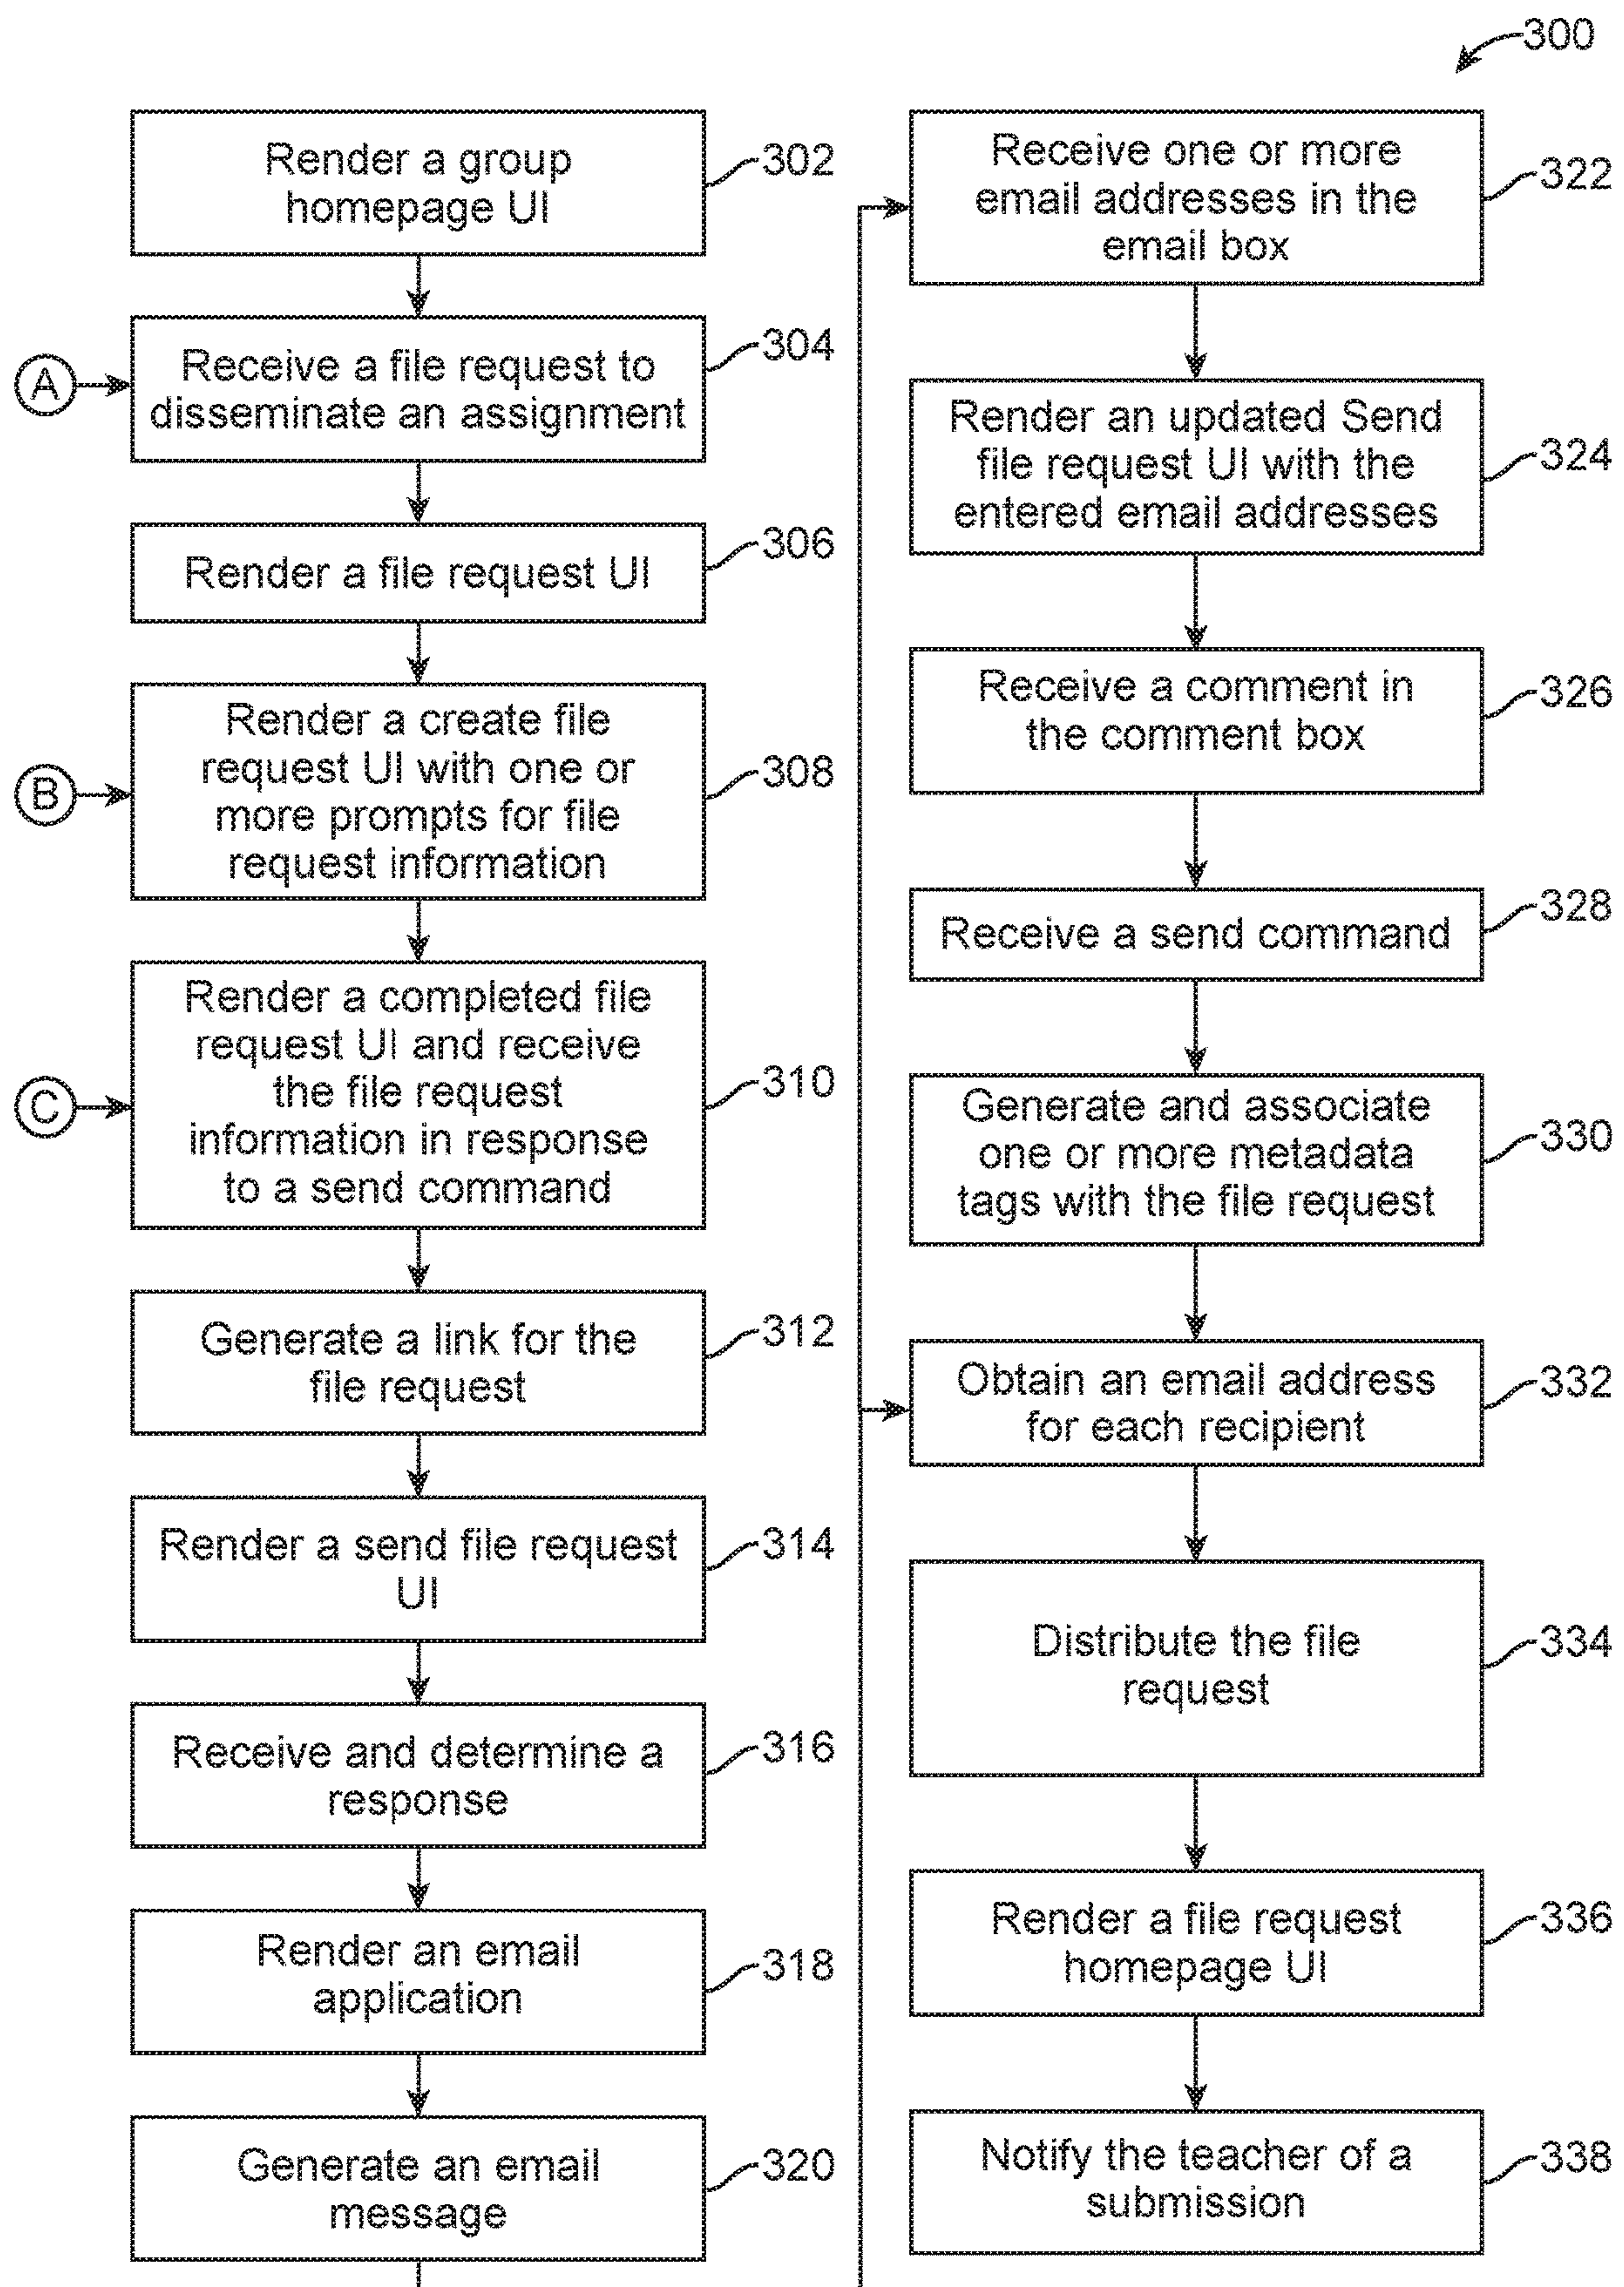 300
Render a group
homepage UI
302
A
Receive a file request to
disseminate an assignment
304
Render a file request UI
306
B
Render a create file
request UI with one or
more prompts for file
request information
308
C
Render a completed file
request UI and receive
the file request
information in response
to a send command
310
Generate a link for the
file request
312
Render a send file request
UI
314
Receive and determine a
response
316
Render an email
application
318
Generate an email
message
320
Receive one or more
email addresses in the
email box
322
Render an updated Send
file request UI with the
entered email addresses
324
Receive a comment in
the comment box
326
Receive a send command
328
Generate and associate
one or more metadata
tags with the file request
330
Obtain an email address
for each recipient
332
Distribute the file
request
334
Render a file request
homepage UI
336
Notify the teacher of a
submission
338